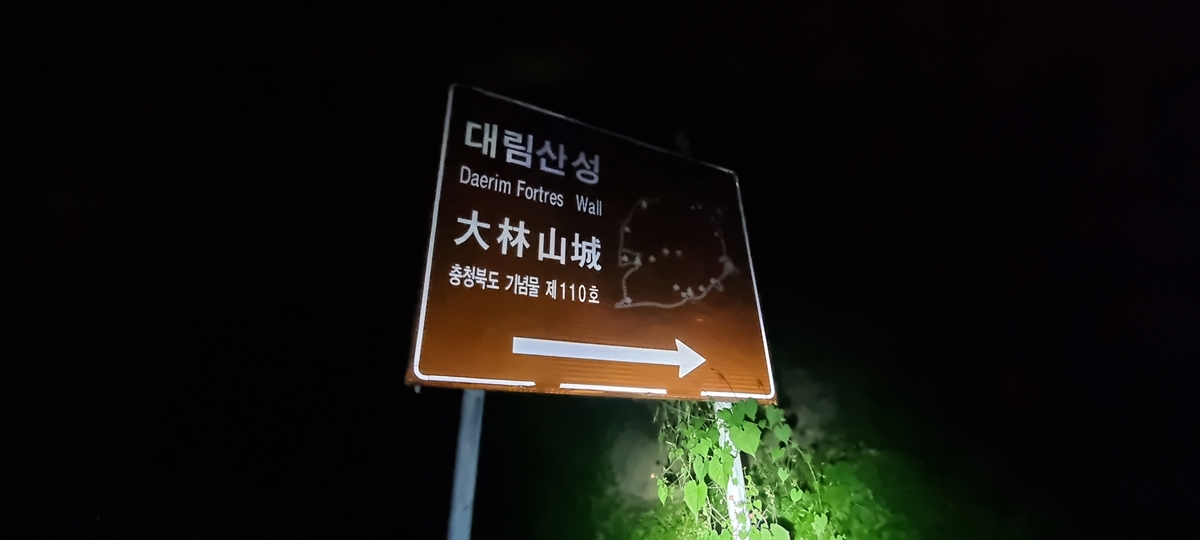 대림산성
Daerim Fortres Wall
大林山城
충청북도 기념물 제110호